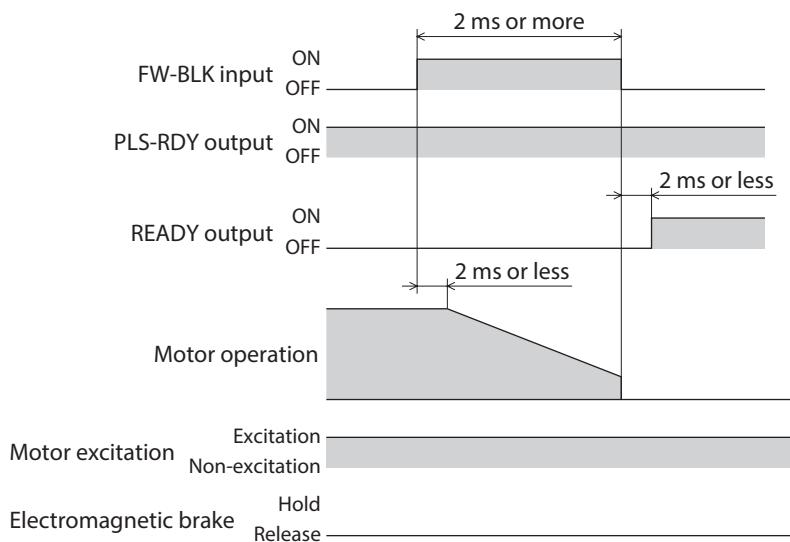 2 ms or more
FW-BLK input
ON
OFF
PLS-RDY output
ON
OFF
2 ms or less
READY output
ON
OFF
2 ms or less
Motor operation
Motor excitation
Excitation
Non-excitation
Electromagnetic brake
Hold
Release